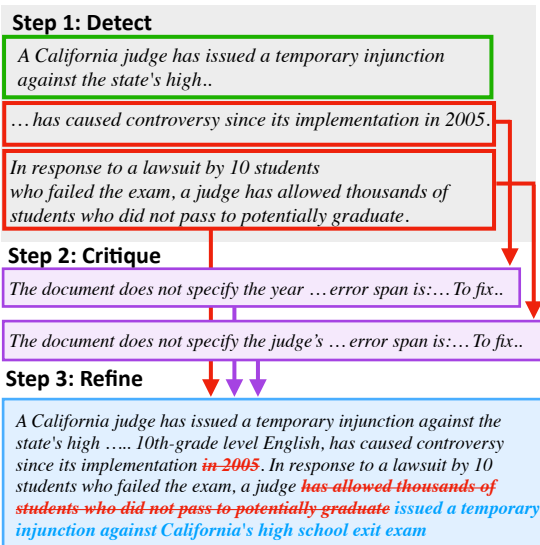 Step 1: Detect
A California judge has issued a temporary injunction
against the state's high..
... has caused controversy since its implementation in 2005.
In response to a lawsuit by 10 students
who failed the exam, a judge has allowed thousands of
students who did not pass to potentially graduate.
Step 2: Critique
The document does not specify the year ... error span is:... To fix..
The document does not specify the judge's ... error span is:... To fix..
Step 3: Refine
A California judge has issued a temporary injunction against the
state's high ..... 10th-grade level English, has caused controversy
since its implementation in 2005. In response to a lawsuit by 10
students who failed the exam, a judge has allowed thousands of
students who did not pass to potentially graduate issued a temporary
injunction against California's high school exit exam